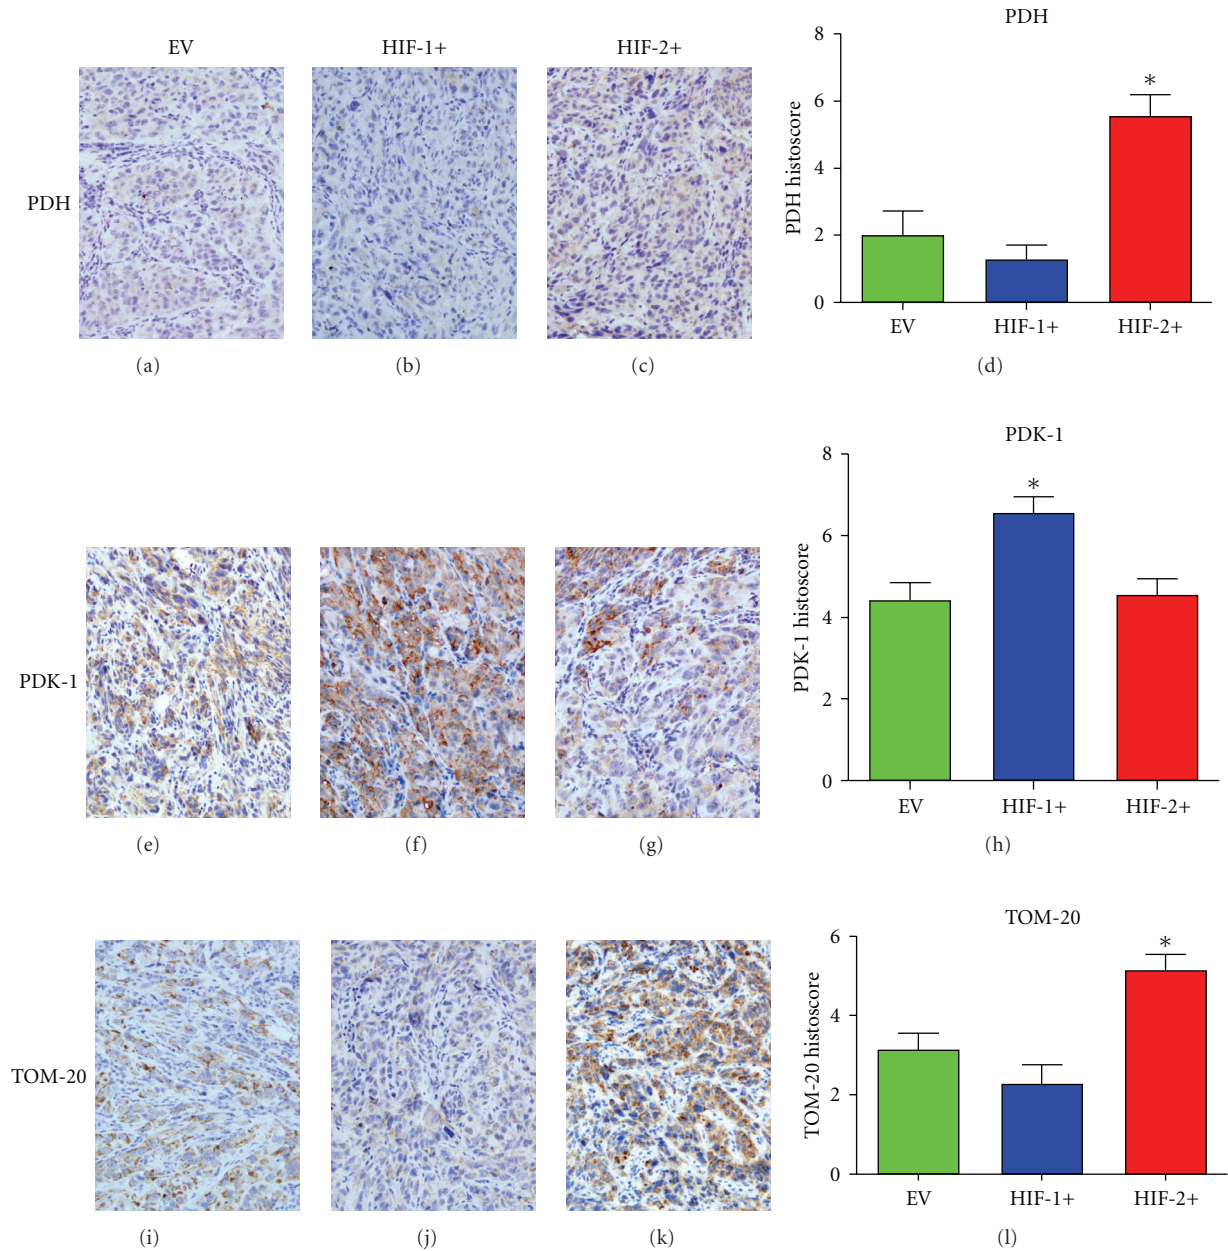 EV
HIF-1+
HIF-2+
PDH
(a)
(b)
(c)
PDH
PDH histoscore
8
6
4
2
0
*
EV
HIF-1+
HIF-2+
(d)
PDK-1
(e)
(f)
(g)
PDK-1
PDK-1 histoscore
8
6
4
2
0
*
EV
HIF-1+
HIF-2+
(h)
TOM-20
(i)
(j)
(k)
TOM-20
TOM-20 histoscore
6
4
2
0
*
EV
HIF-1+
HIF-2+
(l)